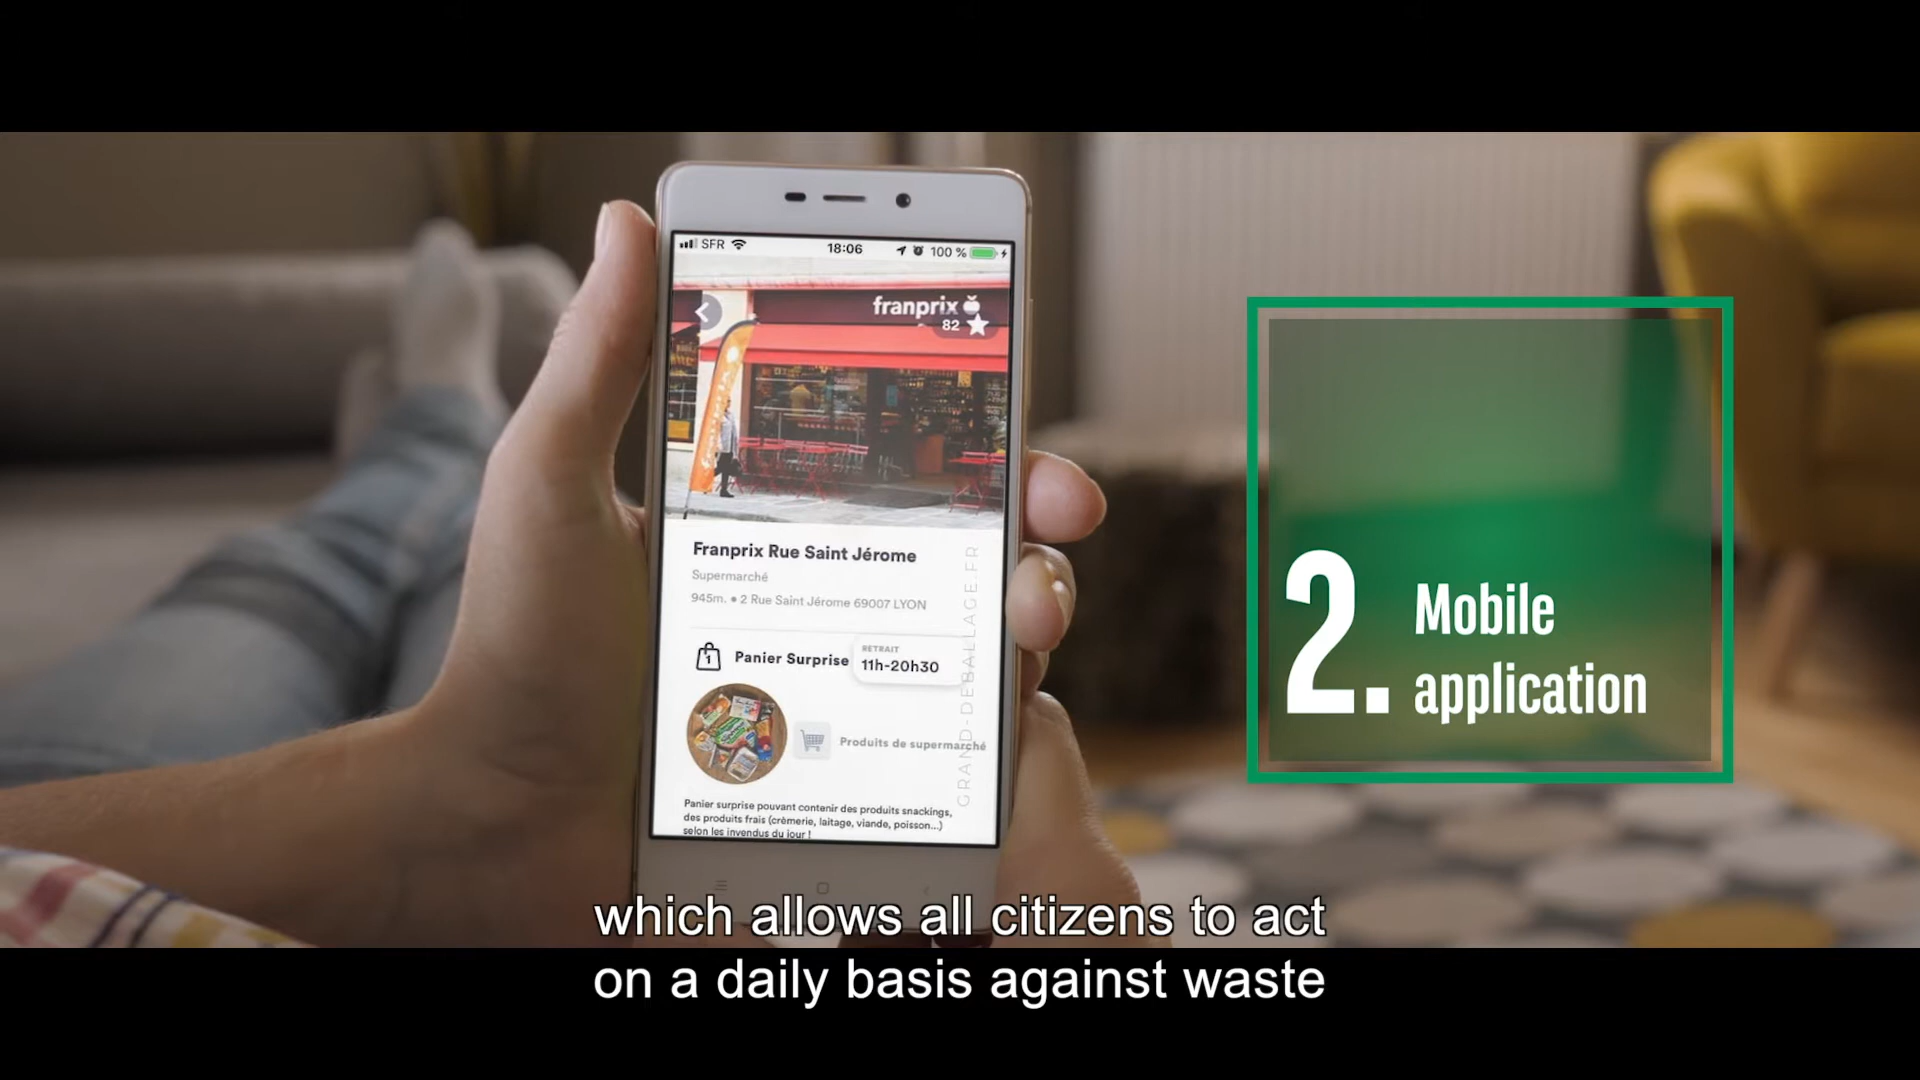 SFR
18:06
100 %
franprix
82
Franprix Rue Saint Jérome
Supermarché
945m. • 2 Rue Saint Jérome 69007 LYON
1
Panier Surprise
RETRAIT
11h-20h30
Produits de supermarché
Panier surprise pouvant contenir des produits snackings,
des produits frais (crèmerie, laitage, viande, poisson...)
selon les invendus du jour !
GRAND-DEBALLAGE.FR
2. Mobile
application
which allows all citizens to act
on a daily basis against waste